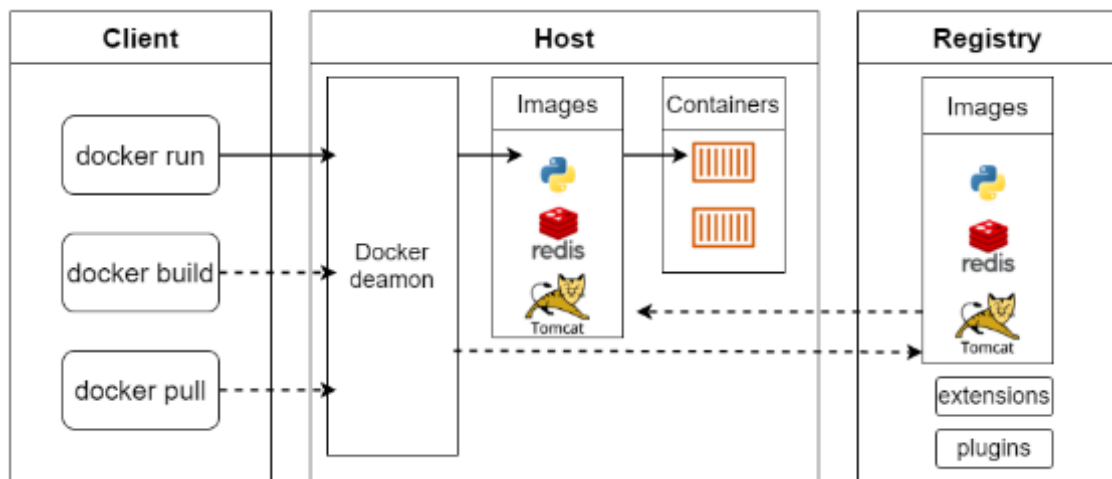 Client
docker run
docker build
docker pull
Host
Docker
deamon
Images
redis
Tomcat
Containers
Registry
Images
redis
Tomcat
extensions
plugins